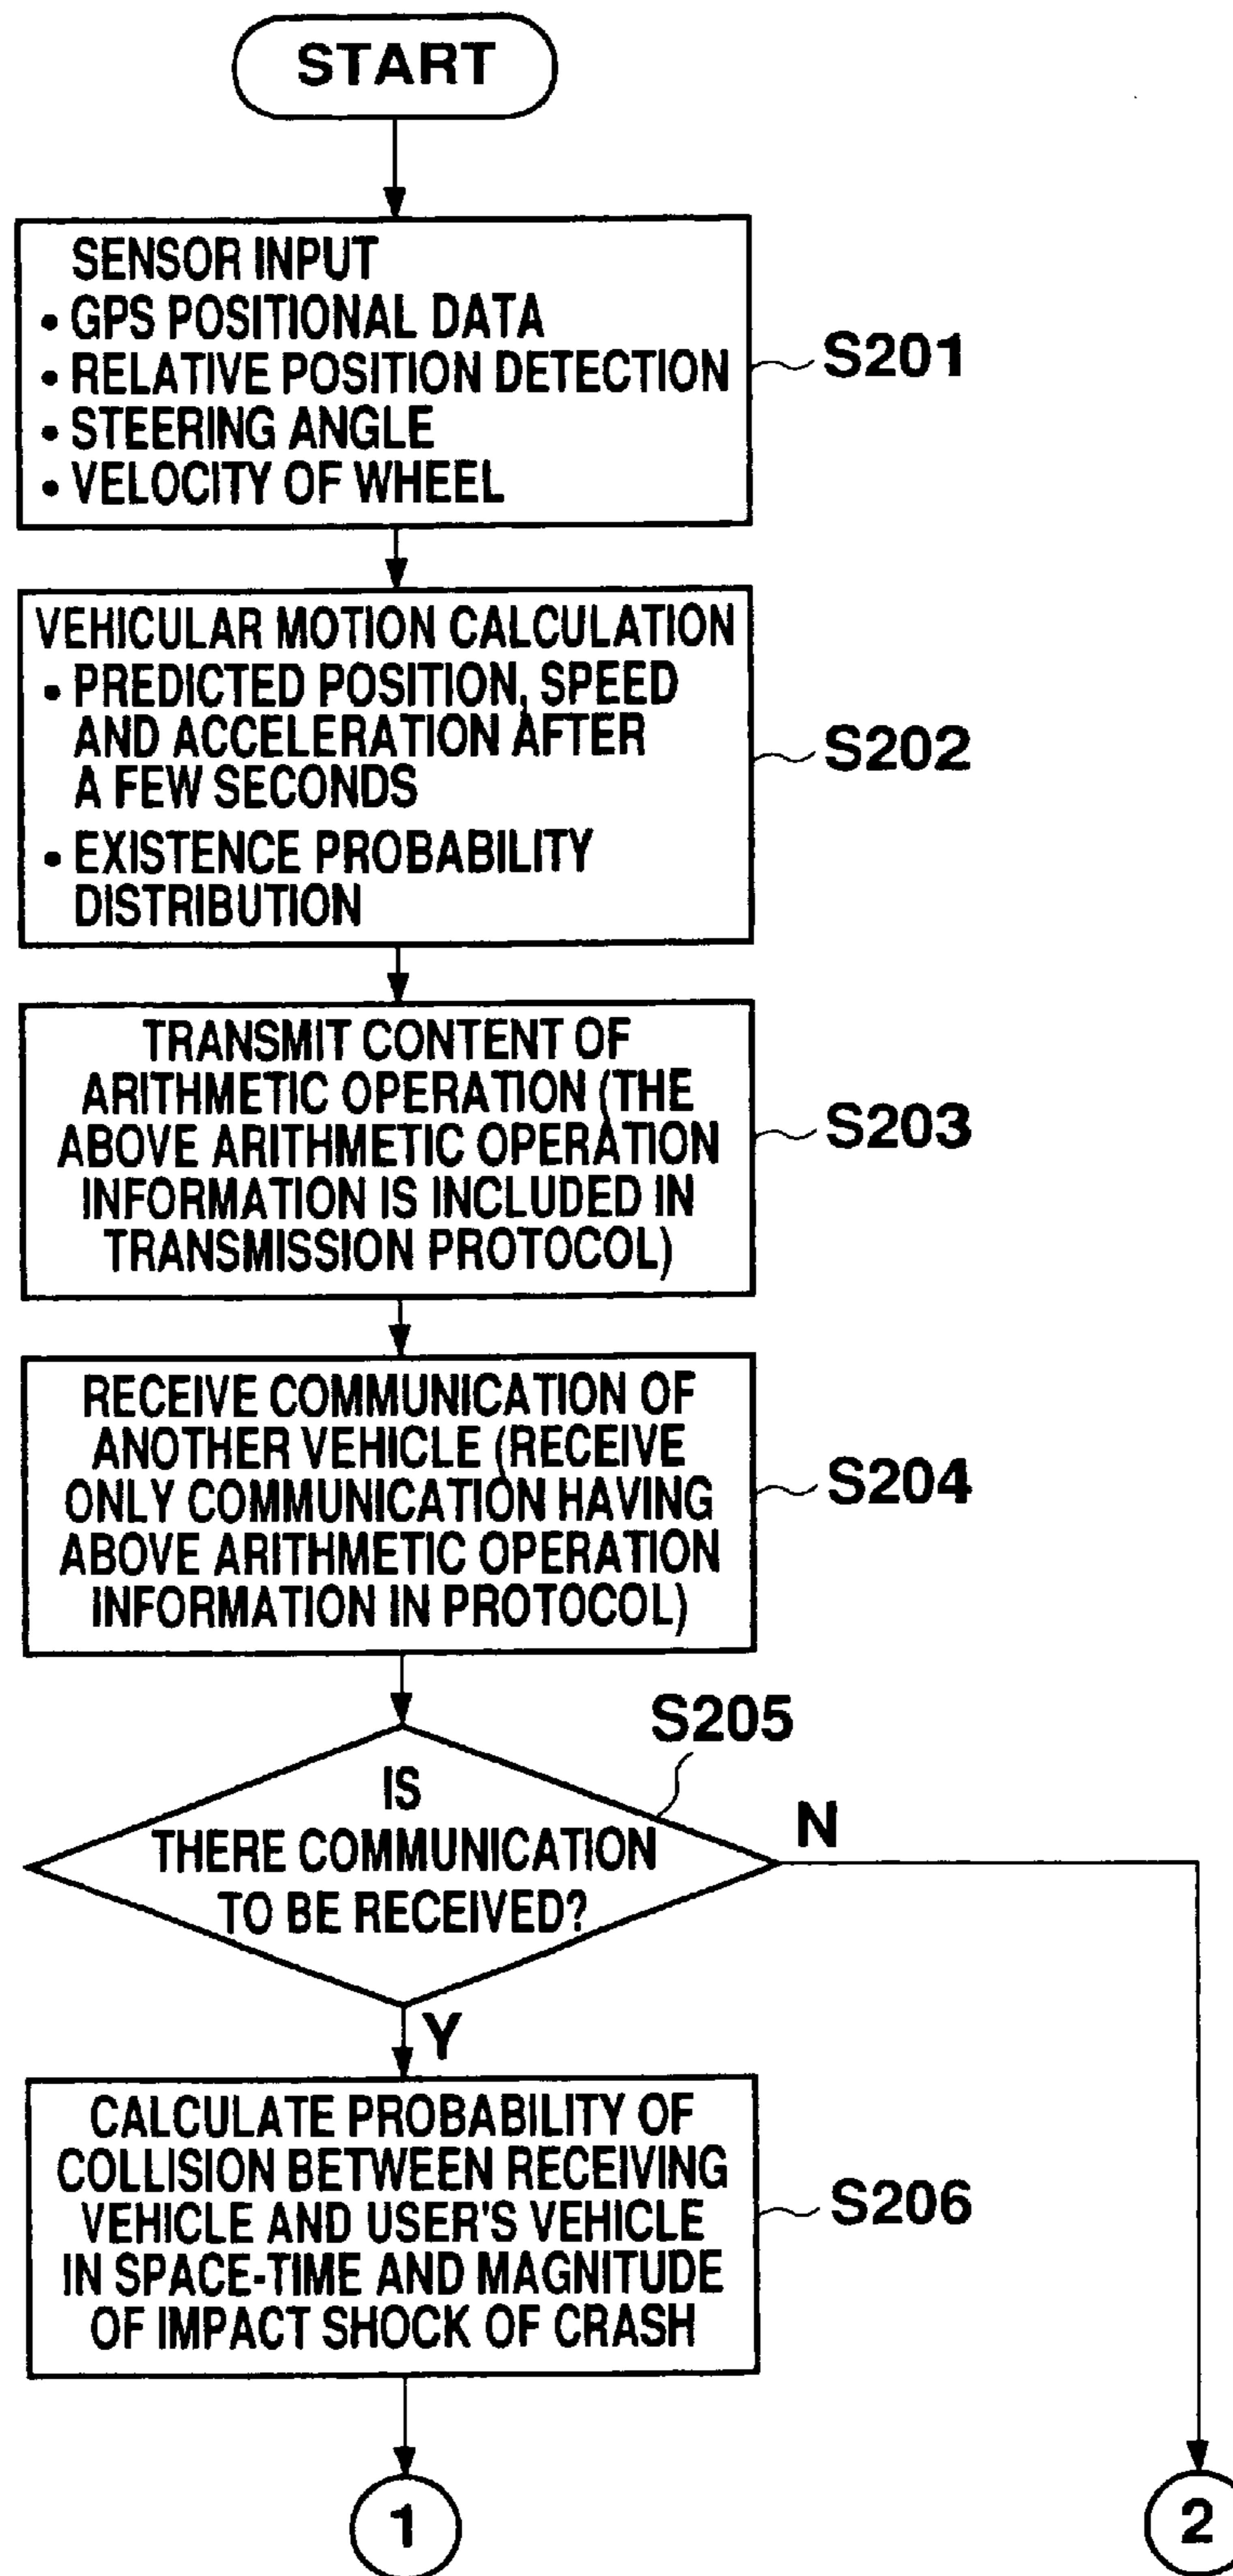 START
SENSOR INPUT
• GPS POSITIONAL DATA
• RELATIVE POSITION DETECTION
• STEERING ANGLE
• VELOCITY OF WHEEL
S201
VEHICULAR MOTION CALCULATION
• PREDICTED POSITION, SPEED
AND ACCELERATION AFTER
A FEW SECONDS
• EXISTENCE PROBABILITY
DISTRIBUTION
S202
TRANSMIT CONTENT OF
ARITHMETIC OPERATION (THE
ABOVE ARITHMETIC OPERATION
INFORMATION IS INCLUDED IN
TRANSMISSION PROTOCOL)
S203
RECEIVE COMMUNICATION OF
ANOTHER VEHICLE (RECEIVE
ONLY COMMUNICATION HAVING
ABOVE ARITHMETIC OPERATION
INFORMATION IN PROTOCOL)
S204
S205
IS
THERE COMMUNICATION
TO BE RECEIVED?
N
Y
CALCULATE PROBABILITY OF
COLLISION BETWEEN RECEIVING
VEHICLE AND USER'S VEHICLE
IN SPACE-TIME AND MAGNITUDE
OF IMPACT SHOCK OF CRASH
S206
1
2